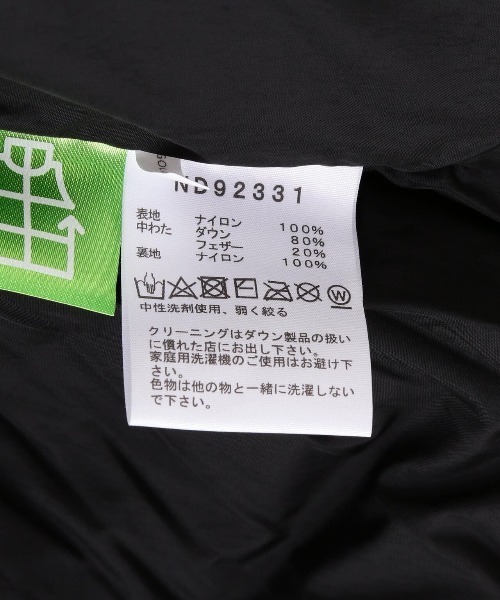 ND92331
表地 ナイロン 100%
中わた ダウン 80%
フェザー 20%
裏地 ナイロン 100%
W
中性洗剤使用、弱く絞る
クリーニングはダウン製品の扱い
に慣れた店にお出し下さい。
家庭用洗濯機のご使用はお避け下
さい。
色物は他の物と一緒に洗濯しない
で下さい。